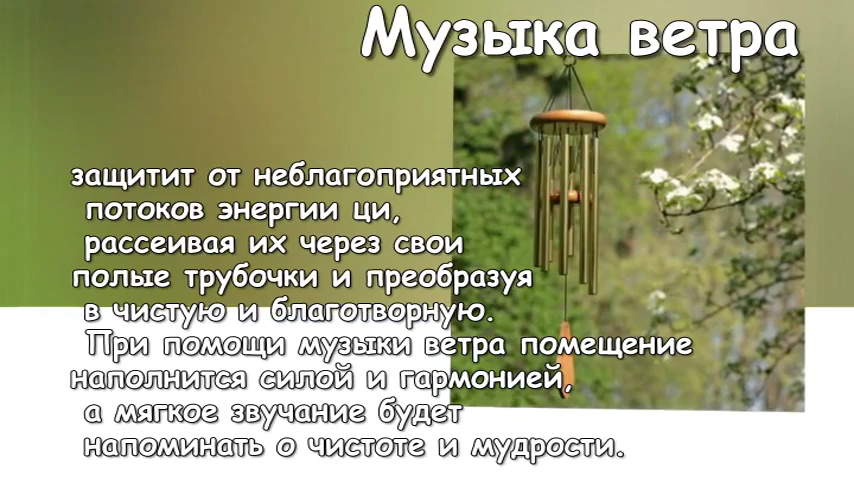 Музыка ветра
защитит от неблагоприятных
потоков энергии ци,
рассеивая их через свои
полые трубочки и преобразуя
в чистую и благотворную.
При помощи музыки ветра помещение
наполнится силой и гармонией,
а мягкое звучание будет
напоминать о чистоте и мудрости.